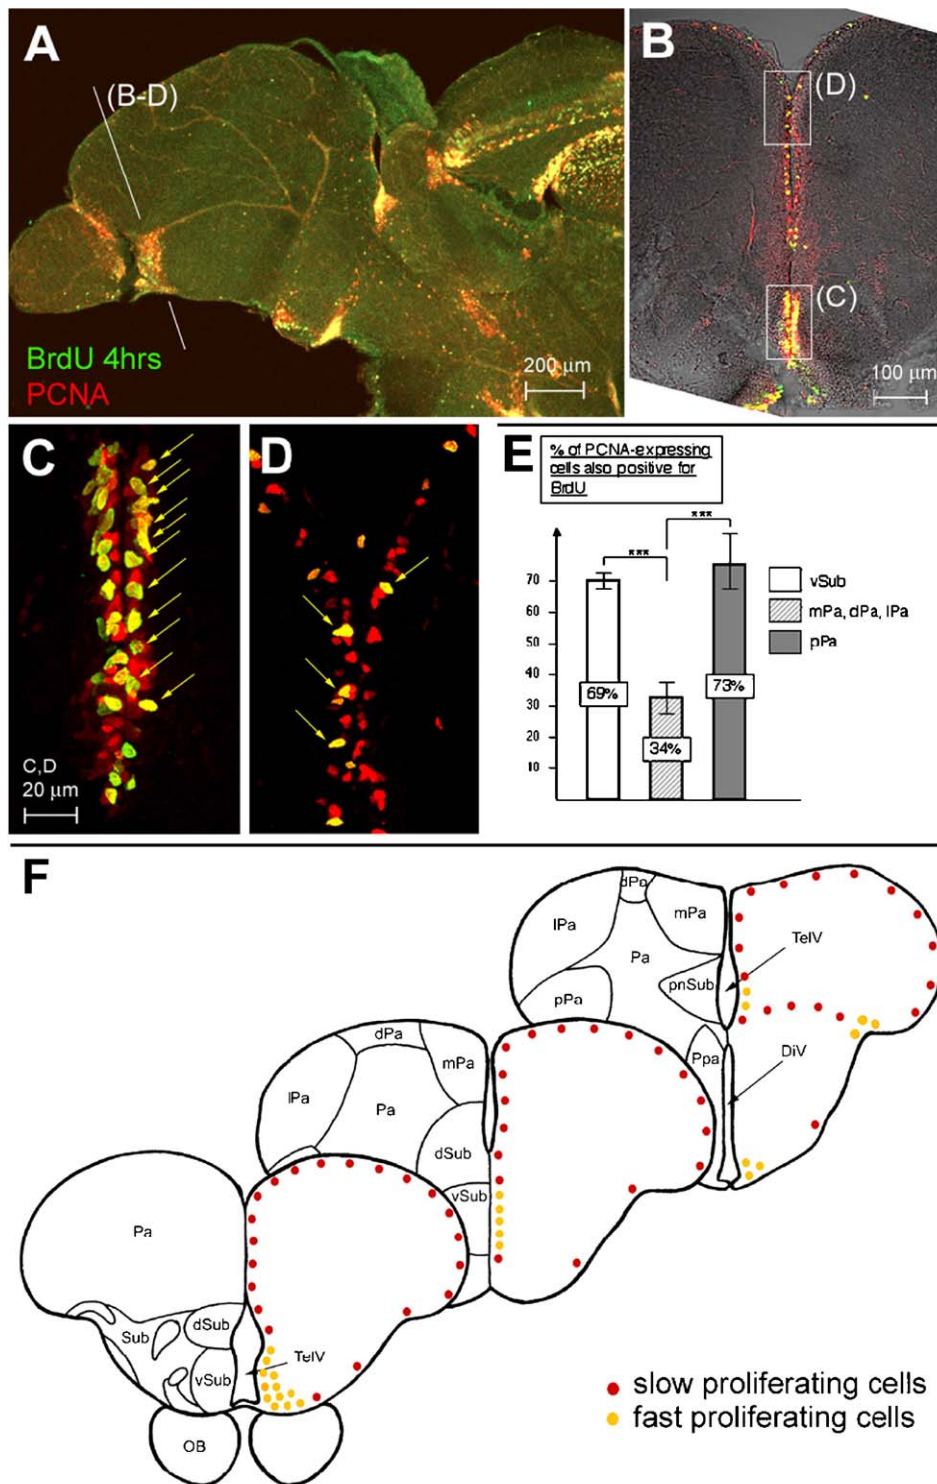 A
(B-D)
BrdU 4hrs
PCNA
200 µm
B
(D)
(C)
100 µm
C
C,D
20 µm
D
E
% of PCNA-expressing
cells also positive for
BrdU
***
***
70
60
50
40
30
20
10
69%
34%
73%
vSub
mPa, dPa, lPa
pPa
F
dPa
lPa
mPa
Pa
pnSub
pPa
Ppa
TelV
DiV
dPa
mPa
lPa
Pa
dSub
vSub
Pa
Sub
dSub
vSub
TelV
OB
slow proliferating cells
fast proliferating cells